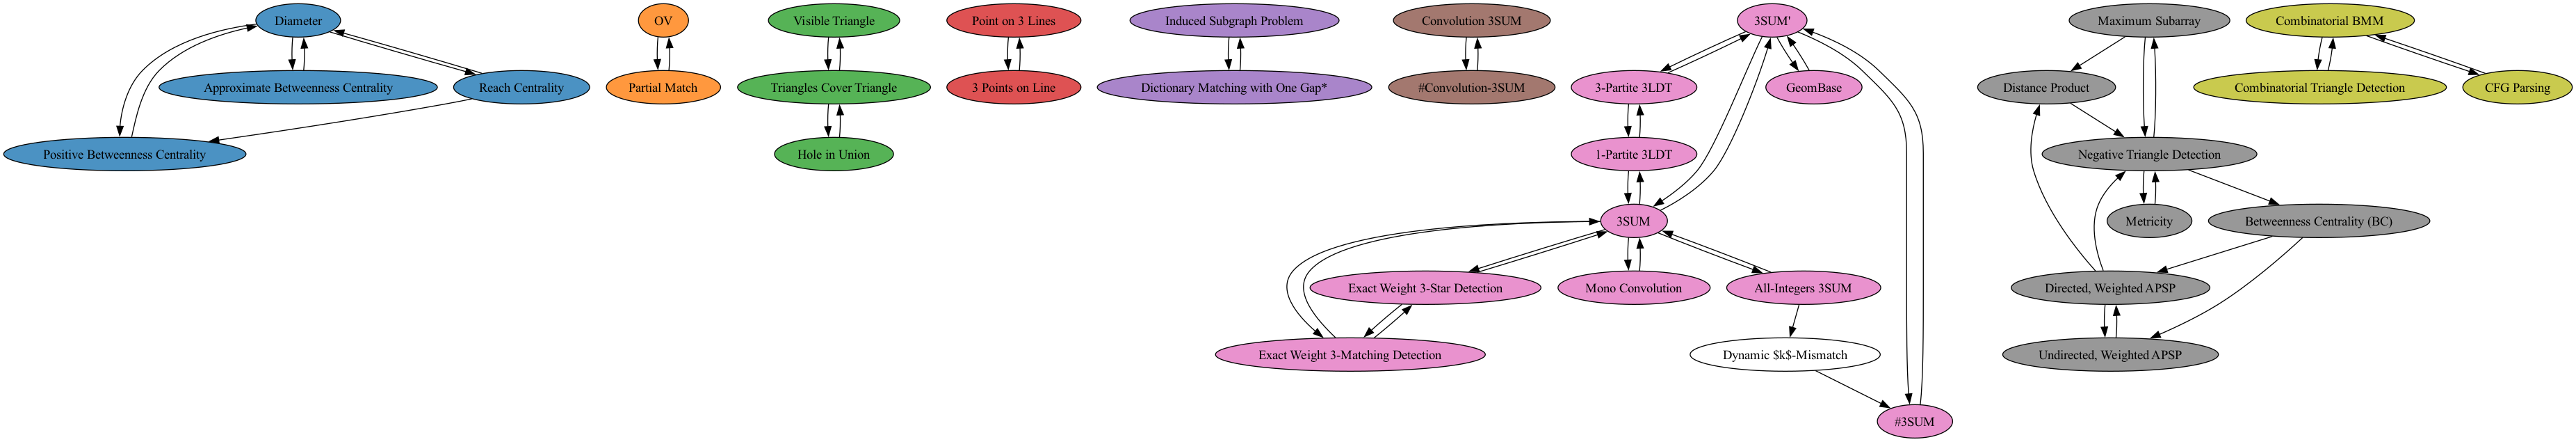 Diameter
OV
Visible Triangle
Point on 3 Lines
Induced Subgraph Problem
Convolution 3SUM
3SUM'
Maximum Subarray
Combinatorial BMM
Approximate Betweenness Centrality
Reach Centrality
Partial Match
Triangles Cover Triangle
3 Points on Line
Dictionary Matching with One Gap*
#Convolution-3SUM
3-Partite 3LDT
GeomBase
Distance Product
Combinatorial Triangle Detection
CFG Parsing
Positive Betweenness Centrality
Hole in Union
1-Partite 3LDT
Negative Triangle Detection
3SUM
Metricity
Betweenness Centrality (BC)
Exact Weight 3-Star Detection
Mono Convolution
All-Integers 3SUM
Directed, Weighted APSP
Exact Weight 3-Matching Detection
Dynamic $k$-Mismatch
Undirected, Weighted APSP
#3SUM